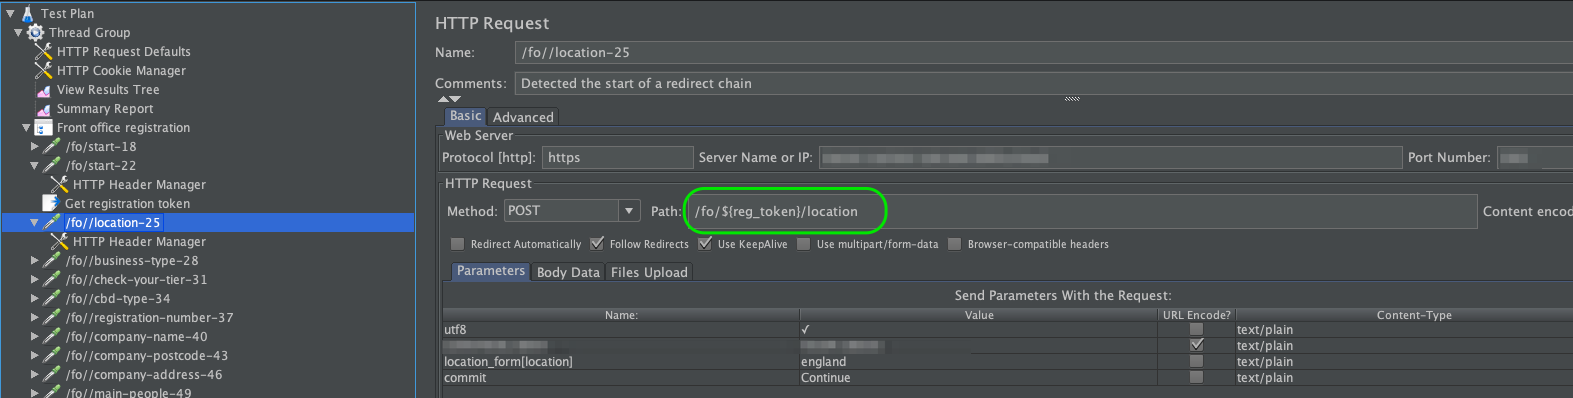 Test Plan
Thread Group
HTTP Request Defaults
HTTP Cookie Manager
View Results Tree
Summary Report
Front office registration
/fo/start-18
/fo/start-22
HTTP Header Manager
Get registration token
/fo//location-25
HTTP Header Manager
/fo//business-type-28
/fo//check-your-tier-31
/fo//cbd-type-34
/fo//registration-number-37
/fo//company-name-40
/fo//company-postcode-43
/fo//company-address-46
/fo//main-people-49
HTTP Request
Name: /fo//location-25
Comments: Detected the start of a redirect chain
Basic Advanced
Web Server
Protocol [http]: https Server Name or IP: Port Number:
HTTP Request
Method: POST Path: /fo/${reg_token}/location Content encod
Redirect Automatically Follow Redirects Use KeepAlive Use multipart/form-data Browser-compatible headers
Parameters Body Data Files Upload
Send Parameters With the Request:
Name: Value URL Encode? Content-Type
utf8 ✓ text/plain
text/plain
location_form[location] england text/plain
commit Continue text/plain